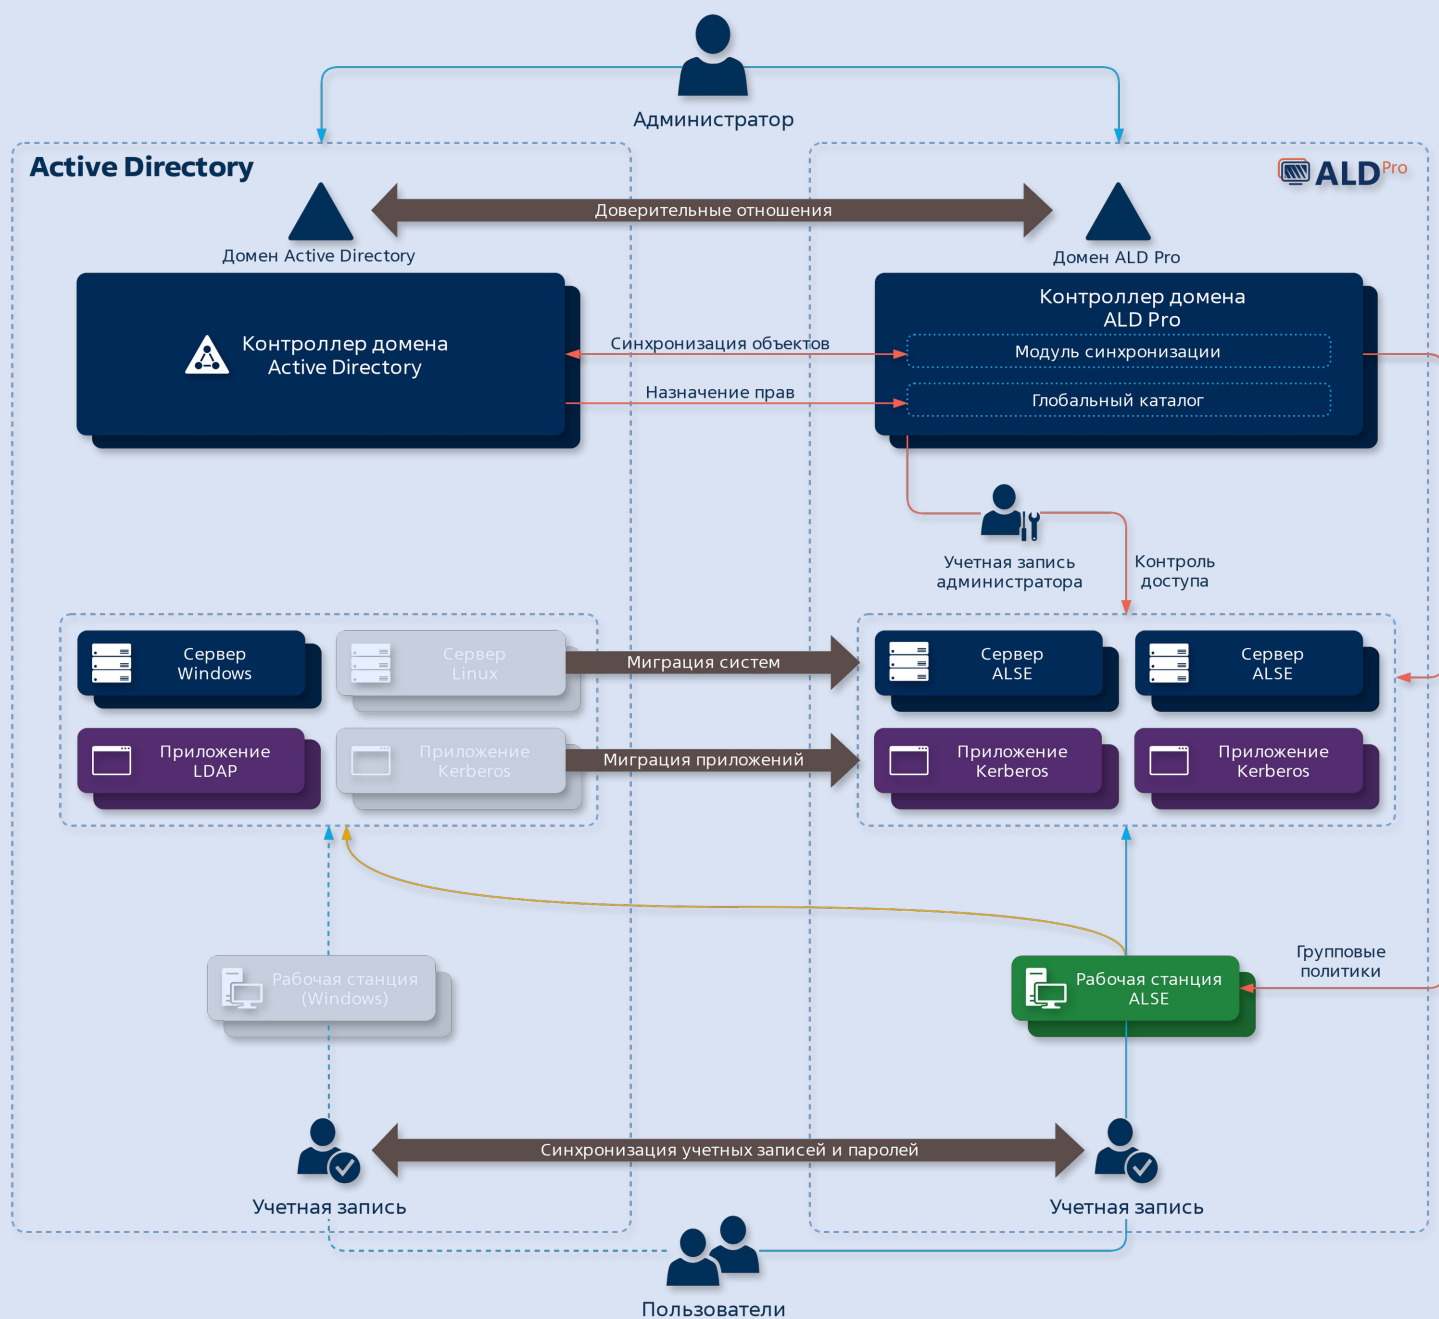 Администратор
Active Directory
ALD Pro
Доверительные отношения
Домен Active Directory
Домен ALD Pro
Контроллер домена
Active Directory
Контроллер домена
ALD Pro
Синхронизация объектов
Модуль синхронизации
Назначение прав
Глобальный каталог
Учетная запись
администратора
Контроль
доступа
Сервер
Windows
Сервер
Linux
Миграция систем
Сервер
ALSE
Сервер
ALSE
Приложение
LDAP
Приложение
Kerberos
Миграция приложений
Приложение
Kerberos
Приложение
Kerberos
Рабочая станция
(Windows)
Рабочая станция
ALSE
Групповые
политики
Синхронизация учетных записей и паролей
Учетная запись
Учетная запись
Пользователи